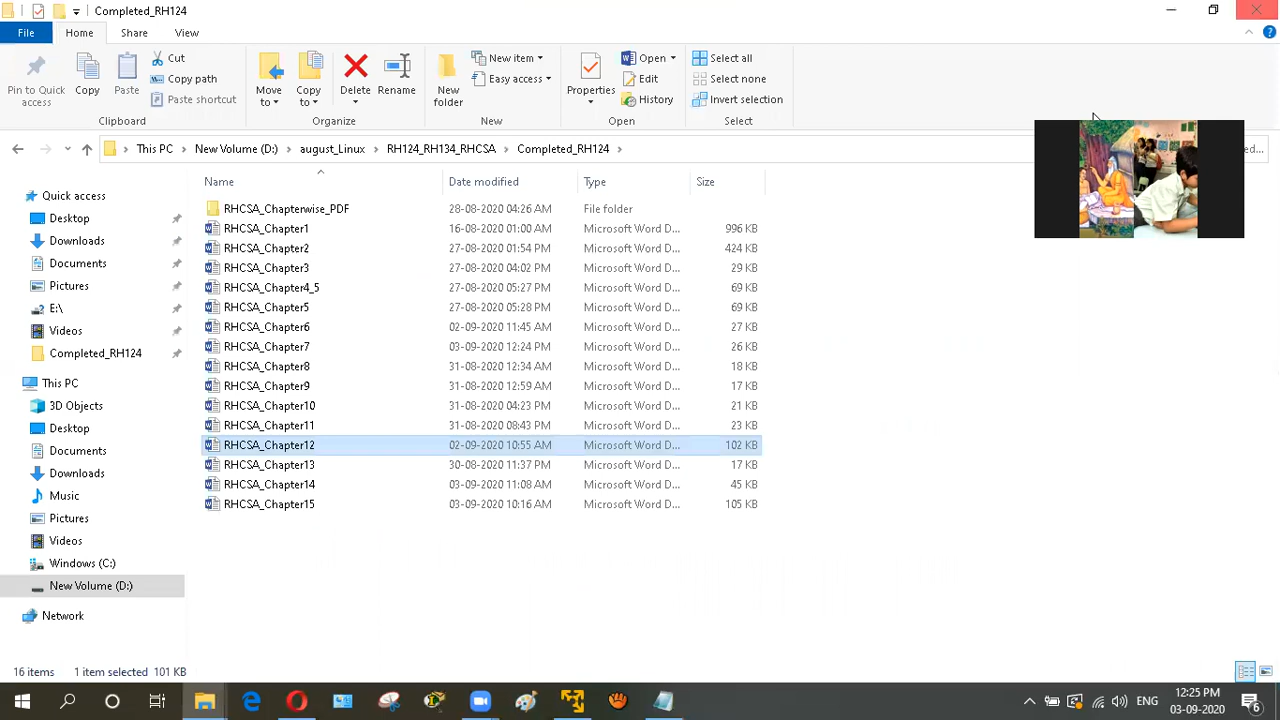 Completed_RH124
File Home Share View
Pin to Quick access
Copy
Paste
Cut
Copy path
Paste shortcut
Clipboard
Move to
Copy to
Delete
Rename
Organize
New folder
New item
Easy access
New
Properties
Open
Edit
History
Open
Select all
Select none
Invert selection
Select
This PC > New Volume (D:) > august_Linux > RH124_RH134_RHCSA > Completed_RH124 > ed...
Quick access
Desktop
Downloads
Documents
Pictures
E:\
Videos
Completed_RH124
This PC
3D Objects
Desktop
Documents
Downloads
Music
Pictures
Videos
Windows (C:)
New Volume (D:)
Network
Name Date modified Type Size
RHCSA_Chapterwise_PDF 28-08-2020 04:26 AM File folder
RHCSA_Chapter1 16-08-2020 01:00 AM Microsoft Word D... 996 KB
RHCSA_Chapter2 27-08-2020 01:54 PM Microsoft Word D... 424 KB
RHCSA_Chapter3 27-08-2020 04:02 PM Microsoft Word D... 29 KB
RHCSA_Chapter4_5 27-08-2020 05:27 PM Microsoft Word D... 69 KB
RHCSA_Chapter5 27-08-2020 05:28 PM Microsoft Word D... 69 KB
RHCSA_Chapter6 02-09-2020 11:45 AM Microsoft Word D... 27 KB
RHCSA_Chapter7 03-09-2020 12:24 PM Microsoft Word D... 26 KB
RHCSA_Chapter8 31-08-2020 12:34 AM Microsoft Word D... 18 KB
RHCSA_Chapter9 31-08-2020 12:59 AM Microsoft Word D... 17 KB
RHCSA_Chapter10 31-08-2020 04:23 PM Microsoft Word D... 21 KB
RHCSA_Chapter11 31-08-2020 08:43 PM Microsoft Word D... 23 KB
RHCSA_Chapter12 02-09-2020 10:55 AM Microsoft Word D... 102 KB
RHCSA_Chapter13 30-08-2020 11:37 PM Microsoft Word D... 17 KB
RHCSA_Chapter14 03-09-2020 11:08 AM Microsoft Word D... 45 KB
RHCSA_Chapter15 03-09-2020 10:16 AM Microsoft Word D... 105 KB
16 items 1 item selected 101 KB
ENG
12:25 PM
03-09-2020
6